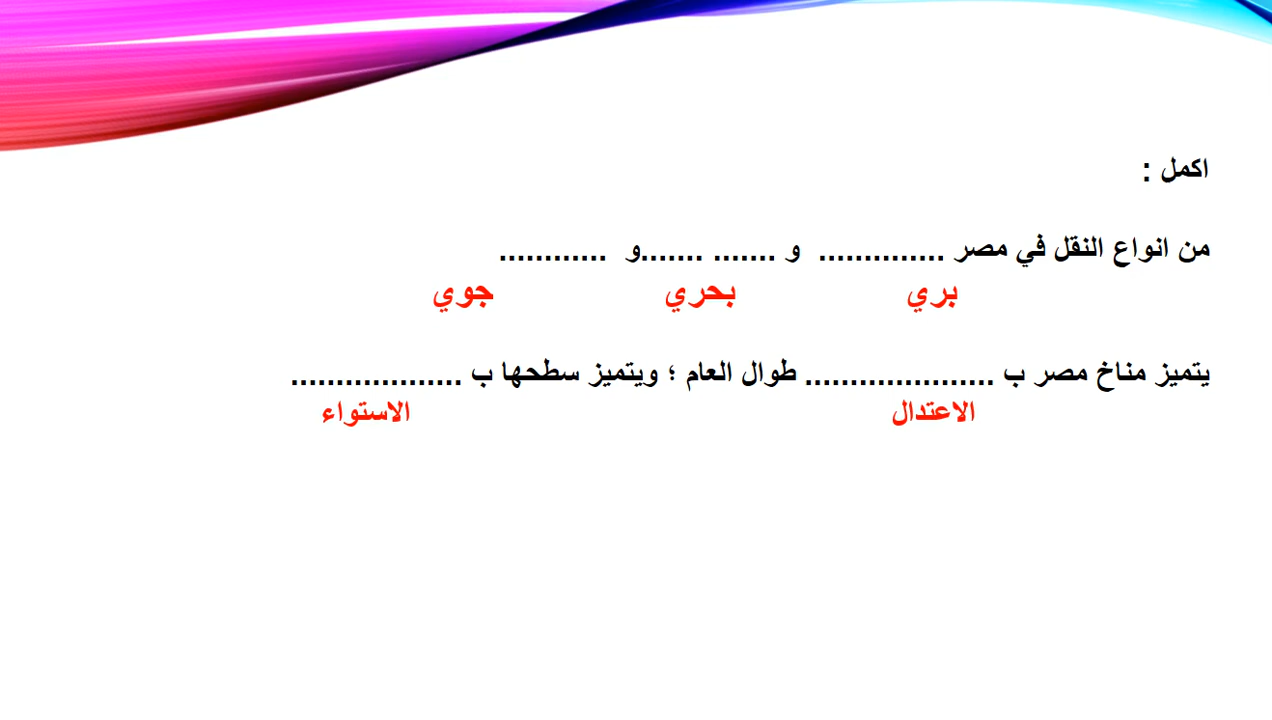 اكمل :
من انواع النقل في مصر .............. و ....... .......و ............
بري بحري جوي
يتميز مناخ مصر ب ..................... طوال العام ؛ ويتميز سطحها ب ...................
الاعتدال الاستواء